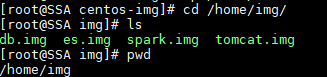 [root@SSA centos-img]# cd /home/img/
[root@SSA img]# ls
db.img  es.img  spark.img  tomcat.img
[root@SSA img]# pwd
/home/img